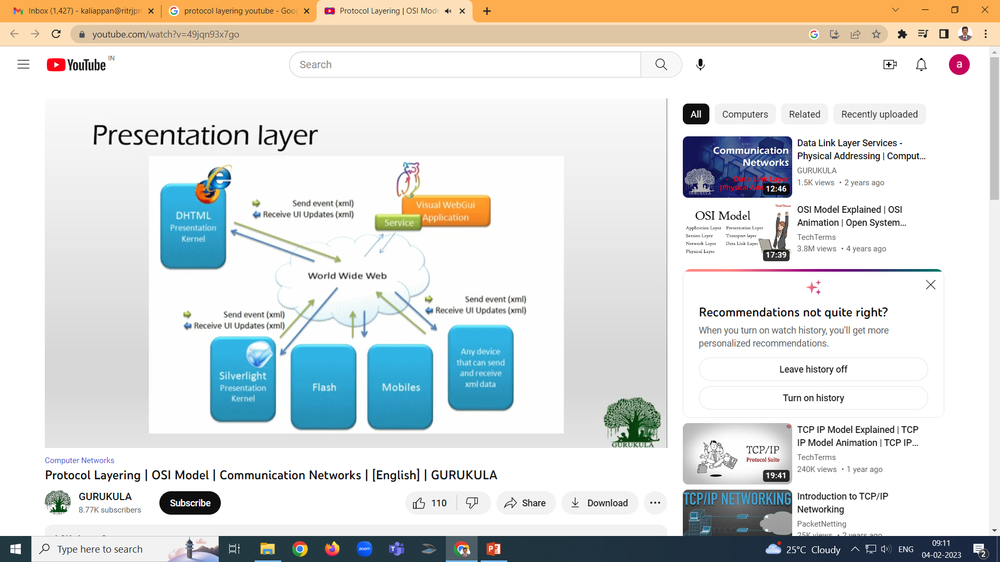 Inbox (1,427) - kaliappan@ritrjpm
protocol layering youtube - Goog
Protocol Layering | OSI Mode
youtube.com/watch?v=49jqn93x7go
YouTube
IN
Search
a
Presentation layer
DHTML
Presentation
Kernel
Send event (xml)
Receive UI Updates (xml)
Visual WebGui
Application
Service
World Wide Web
Send event (xml)
Receive UI Updates (xml)
Send event (xml)
Receive UI Updates (xml)
Silverlight
Presentation
Kernel
Flash
Mobiles
Any device
that can send
and receive
xml data
GURUKULA
Computer Networks
Protocol Layering | OSI Model | Communication Networks | [English] | GURUKULA
GURUKULA
8.77K subscribers
Subscribe
110
Share
Download
All
Computers
Related
Recently uploaded
Communication
Networks
- Data Link Layer
[Physical Add
GURUKULA
12:46
Data Link Layer Services -
Physical Addressing | Comput...
GURUKULA
1.5K views • 2 years ago
OSI Model
TechTerms
Application Layer Presentation Layer
Session Layer Transport layer
Network Layer Data Link Layer
Physical Layer
17:39
OSI Model Explained | OSI
Animation | Open System...
TechTerms
3.8M views • 4 years ago
Recommendations not quite right?
When you turn on watch history, you’ll get more
personalized recommendations.
Leave history off
Turn on history
TCP/IP
Protocol Suite
19:41
TCP IP Model Explained | TCP
IP Model Animation | TCP IP...
TechTerms
240K views • 1 year ago
TCP/IP NETWORKING
Introduction to TCP/IP
Networking
PacketNetting
25K views • 2 years ago
Type here to search
zoom
25°C Cloudy
ENG
09:11
04-02-2023
2